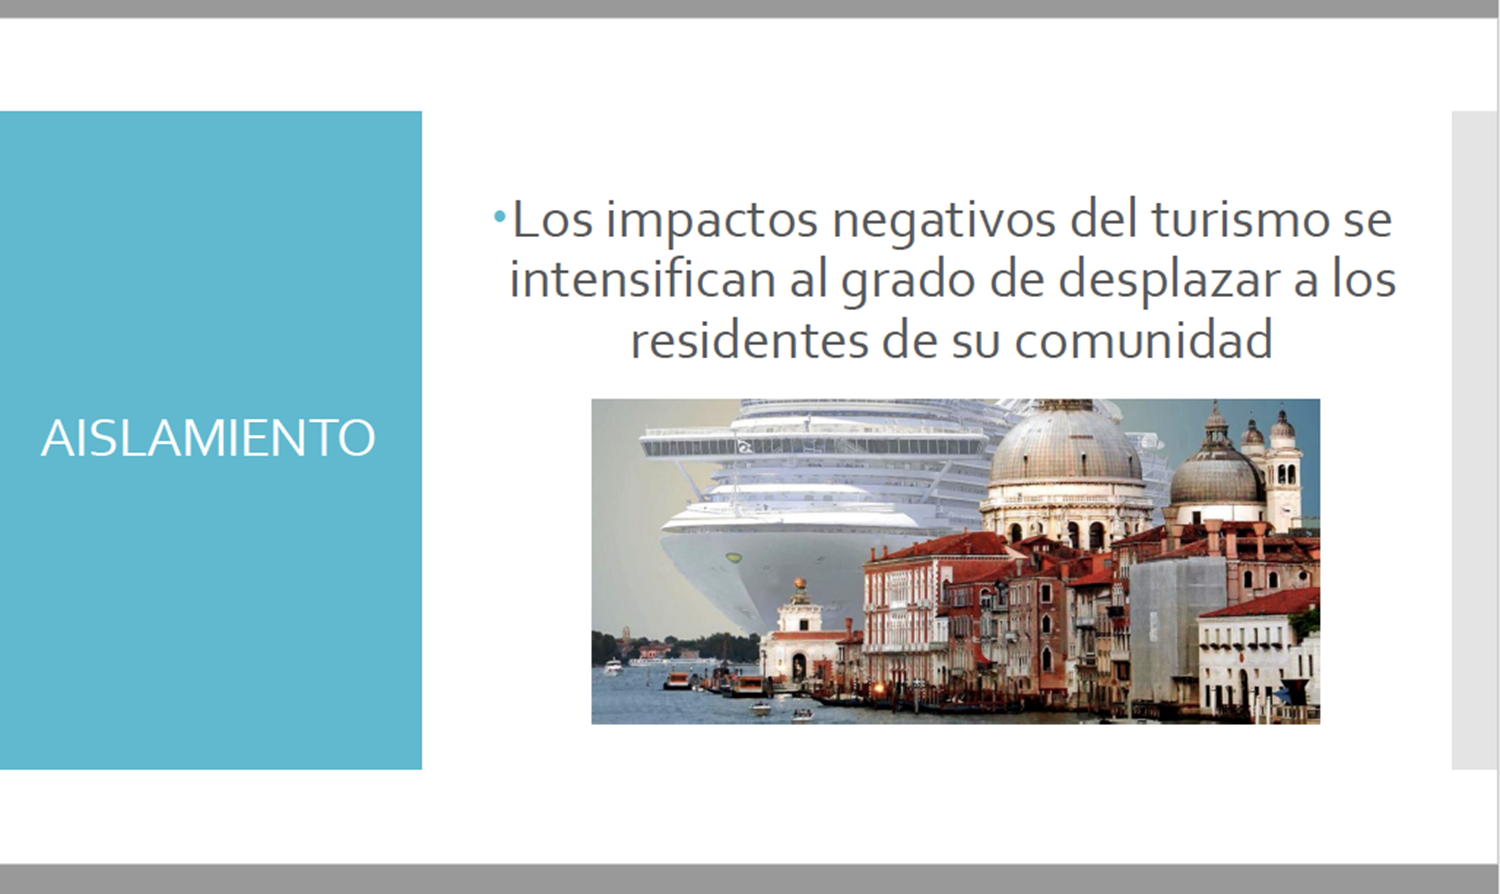 AISLAMIENTO
•Los impactos negativos del turismo se
intensifican al grado de desplazar a los
residentes de su comunidad